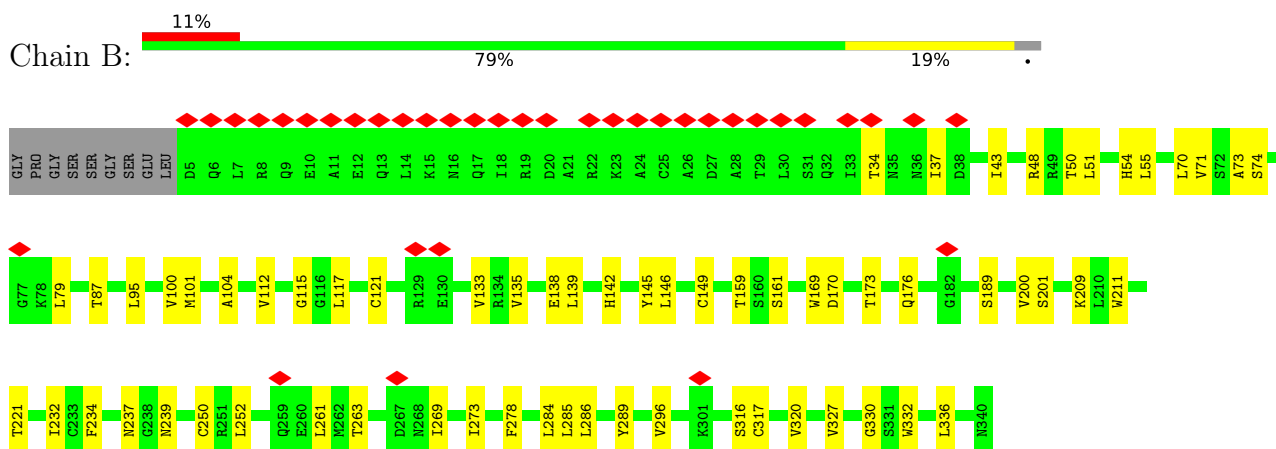 11%
Chain B:
79% 19% •
GLY PRO GLY SER SER GLY SER GLU LEU D5 Q6 L7 R8 Q9 E10 A11 E12 Q13 L14 K15 N16 Q17 I18 R19 D20 A21 R22 K23 A24 C25 A26 D27 A28 T29 L30 S31 Q32 I33 T34 N35 N36 I37 D38 I43 R48 R49 T50 L51 H54 L55 L70 V71 S72 A73 S74
G77 K78 L79 T87 L95 V100 M101 A104 V112 G115 G116 L117 C121 R129 E130 V133 R134 V135 E138 L139 H142 Y145 L146 C149 T159 S160 S161 W169 D170 T173 Q176 G182 S189 V200 S201 K209 L210 W211
T221 I232 C233 F234 N237 G238 N239 C250 R251 L252 Q259 E260 L261 M262 T263 D267 N268 I269 I273 F278 L284 L285 L286 Y289 V296 K301 S316 C317 V320 V327 G330 S331 W332 L336 N340